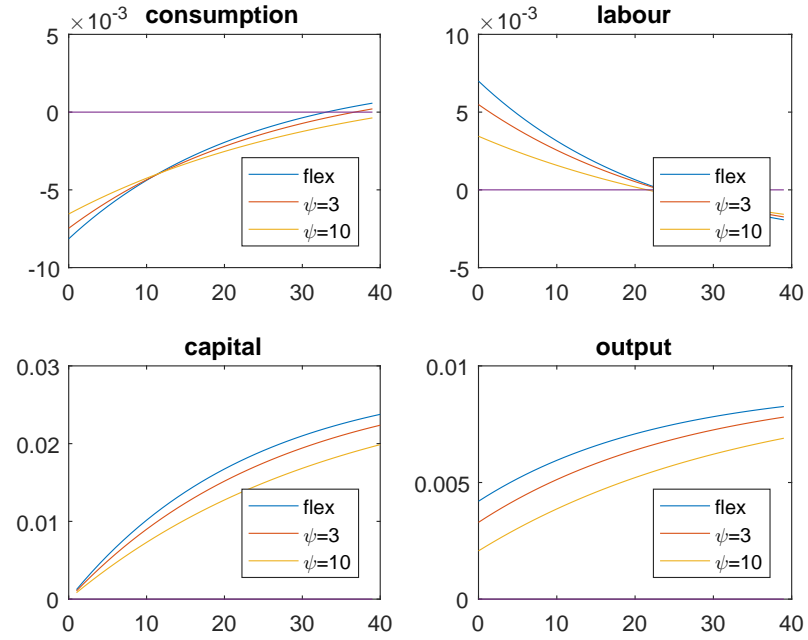 consumption
×10⁻³
5
0
-5
-10
0 10 20 30 40
flex
ψ=3
ψ=10
labour
×10⁻³
10
5
0
-5
0 10 20 30 40
flex
ψ=3
ψ=10
capital
0.03
0.02
0.01
0
0 10 20 30 40
flex
ψ=3
ψ=10
output
0.01
0.005
0
0 10 20 30 40
flex
ψ=3
ψ=10